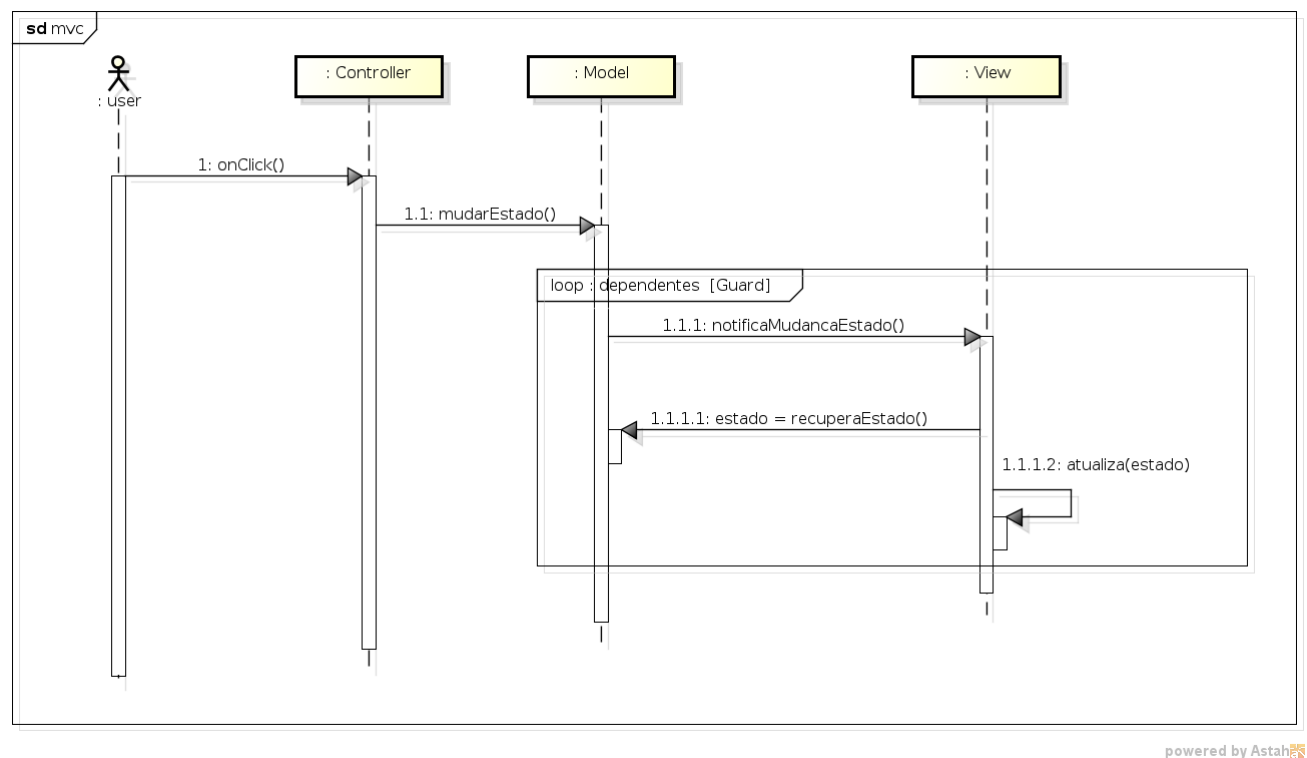 sd mvc
: user
: Controller
: Model
: View
1: onClick()
1.1: mudarEstado()
loop : dependentes [Guard]
1.1.1: notificaMudancaEstado()
1.1.1.1: estado = recuperaEstado()
1.1.1.2: atualiza(estado)
powered by Astah